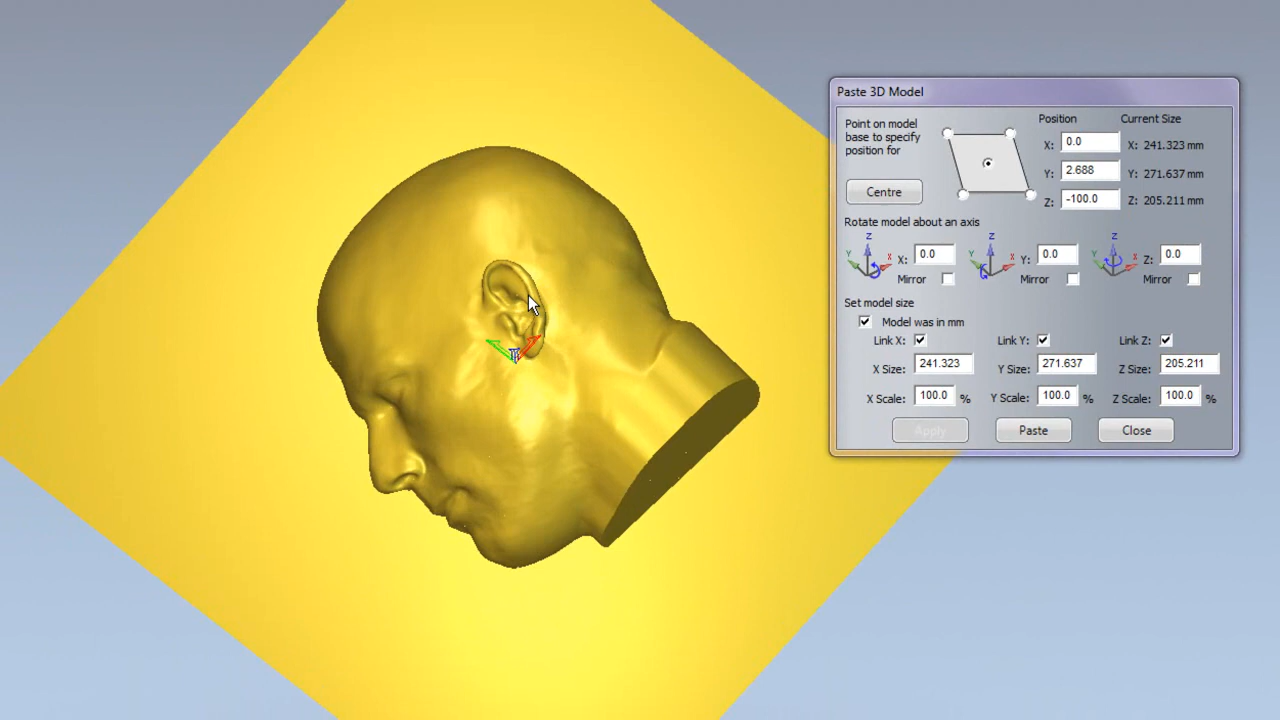 Paste 3D Model
Point on model
base to specify
position for
Position
Current Size
X: 0.0
X: 241.323 mm
Y: 2.688
Y: 271.637 mm
Z: -100.0
Z: 205.211 mm
Centre
Rotate model about an axis
Z
Y
X
X: 0.0
Mirror
Z
Y
X
Y: 0.0
Mirror
Z
Y
X
Z: 0.0
Mirror
Set model size
Model was in mm
Link X:
Link Y:
Link Z:
X Size: 241.323
Y Size: 271.637
Z Size: 205.211
X Scale: 100.0 %
Y Scale: 100.0 %
Z Scale: 100.0 %
Apply
Paste
Close